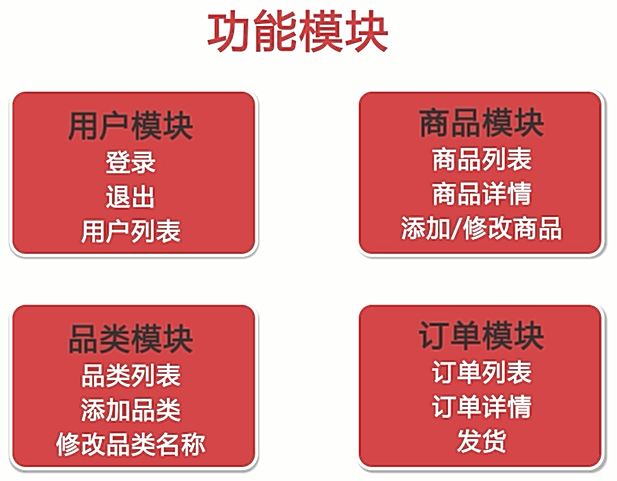 功能模块
用户模块
登录
退出
用户列表
商品模块
商品列表
商品详情
添加/修改商品
品类模块
品类列表
添加品类
修改品类名称
订单模块
订单列表
订单详情
发货